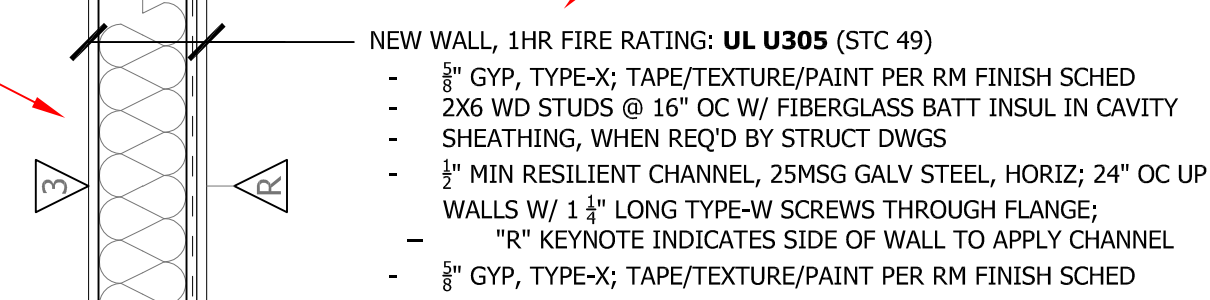 NEW WALL, 1HR FIRE RATING: UL U305 (STC 49)
- 5/8" GYP, TYPE-X; TAPE/TEXTURE/PAINT PER RM FINISH SCHED
- 2X6 WD STUDS @ 16" OC W/ FIBERGLASS BATT INSUL IN CAVITY
- SHEATHING, WHEN REQ'D BY STRUCT DWGS
- 1/2" MIN RESILIENT CHANNEL, 25MSG GALV STEEL, HORIZ; 24" OC UP
WALLS W/ 1 1/4" LONG TYPE-W SCREWS THROUGH FLANGE;
– "R" KEYNOTE INDICATES SIDE OF WALL TO APPLY CHANNEL
- 5/8" GYP, TYPE-X; TAPE/TEXTURE/PAINT PER RM FINISH SCHED
3
R